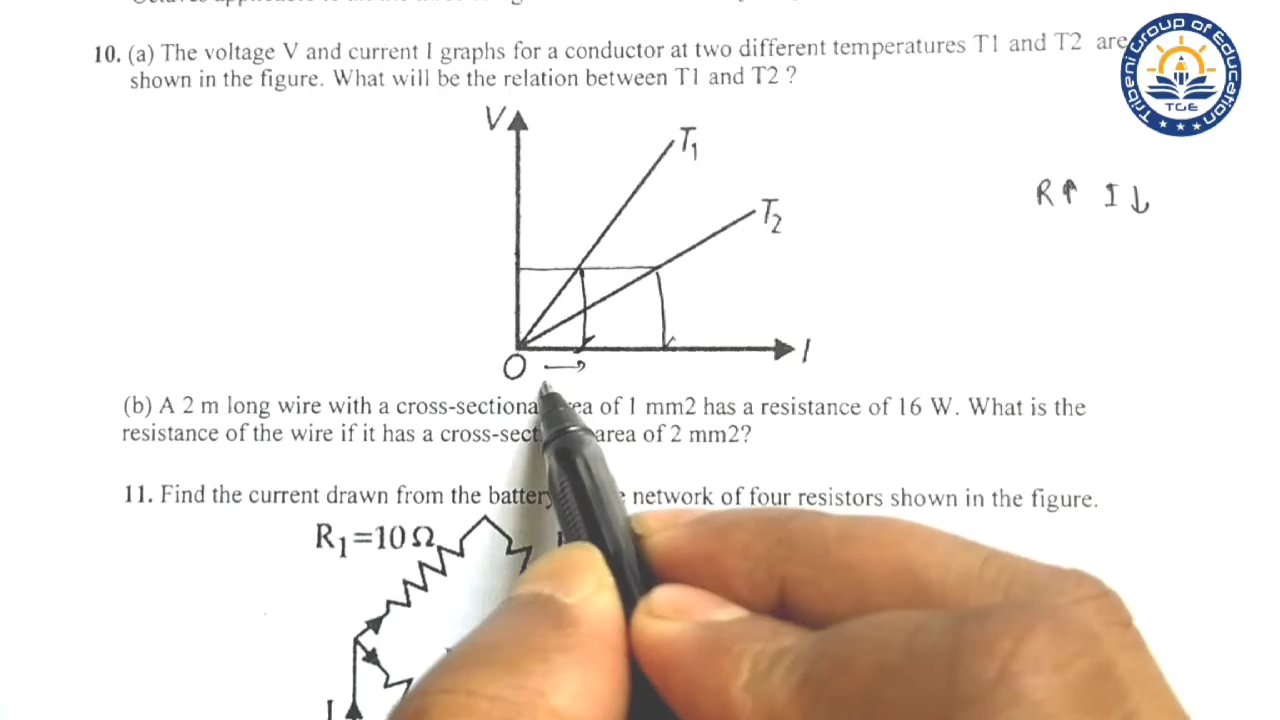 10. (a) The voltage V and current I graphs for a conductor at two different temperatures T1 and T2 are
shown in the figure. What will be the relation between T1 and T2 ?
Tribeni Group of Education
TGE
V
T1
T2
R↑ I↓
O
I
(b) A 2 m long wire with a cross-sectiona area of 1 mm2 has a resistance of 16 W. What is the
resistance of the wire if it has a cross-sect area of 2 mm2?
11. Find the current drawn from the battery network of four resistors shown in the figure.
R1=10 Ω
I